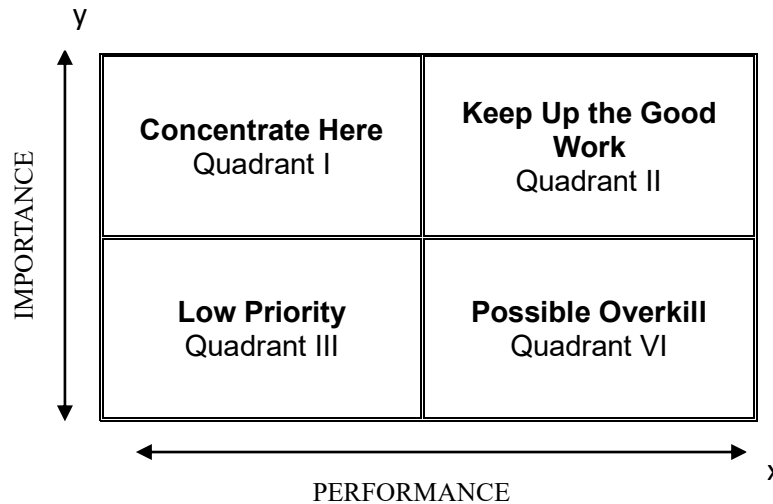 y
IMPORTANCE
Concentrate Here
Quadrant I
Keep Up the Good
Work
Quadrant II
Low Priority
Quadrant III
Possible Overkill
Quadrant VI
x
PERFORMANCE